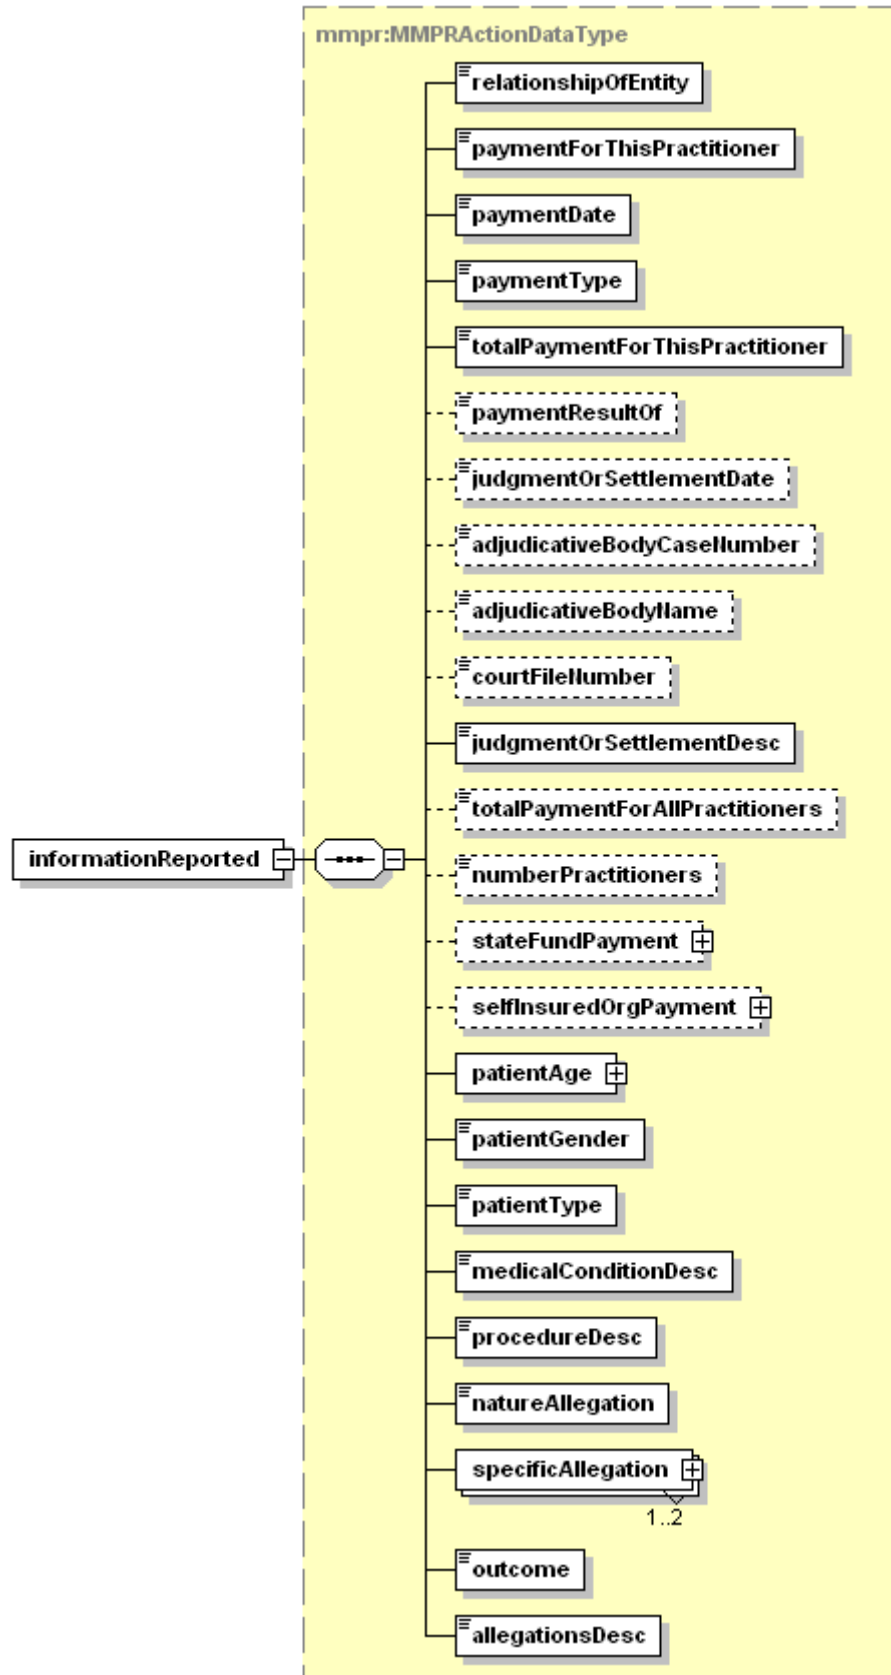 mmpr:MMPRActionDataType
relationshipOfEntity
paymentForThisPractitioner
paymentDate
paymentType
totalPaymentForThisPractitioner
paymentResultOf
judgmentOrSettlementDate
adjudicativeBodyCaseNumber
adjudicativeBodyName
courtFileNumber
judgmentOrSettlementDesc
totalPaymentForAllPractitioners
informationReported
numberPractitioners
stateFundPayment
selfInsuredOrgPayment
patientAge
patientGender
patientType
medicalConditionDesc
procedureDesc
natureAllegation
specificAllegation
1..2
outcome
allegationsDesc